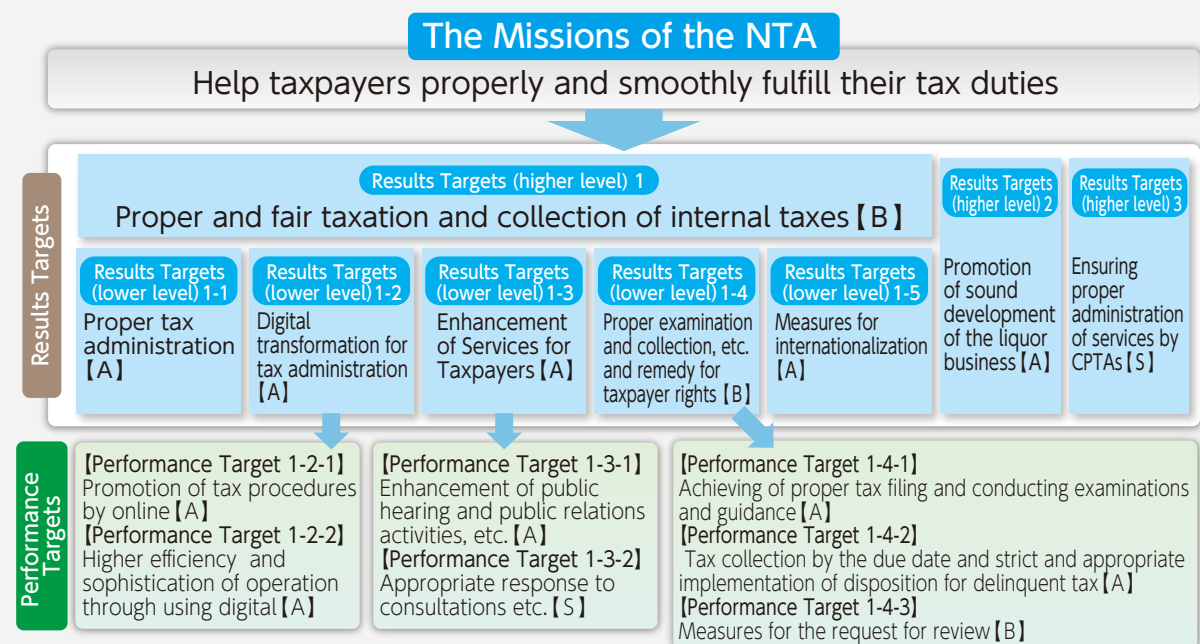 The Missions of the NTA
Help taxpayers properly and smoothly fulfill their tax duties
Results Targets
Results Targets (higher level) 1
Proper and fair taxation and collection of internal taxes【B】
Results Targets
(lower level) 1-1
Proper tax
administration
【A】
Results Targets
(lower level) 1-2
Digital
transformation for
tax administration
【A】
Results Targets
(lower level) 1-3
Enhancement
of Services for
Taxpayers【A】
Results Targets
(lower level) 1-4
Proper examination
and collection, etc.
and remedy for
taxpayer rights【B】
Results Targets
(lower level) 1-5
Measures for
internationalization
【A】
Results Targets
(higher level) 2
Promotion
of sound
development
of the liquor
business【A】
Results Targets
(higher level) 3
Ensuring
proper
administration
of services by
CPTAs【S】
Performance
Targets
【Performance Target 1-2-1】
Promotion of tax procedures
by online【A】
【Performance Target 1-2-2】
Higher efficiency and
sophistication of operation
through using digital【A】
【Performance Target 1-3-1】
Enhancement of public
hearing and public relations
activities, etc.【A】
【Performance Target 1-3-2】
Appropriate response to
consultations etc.【S】
【Performance Target 1-4-1】
Achieving of proper tax filing and conducting examinations
and guidance【A】
【Performance Target 1-4-2】
Tax collection by the due date and strict and appropriate
implementation of disposition for delinquent tax【A】
【Performance Target 1-4-3】
Measures for the request for review【B】